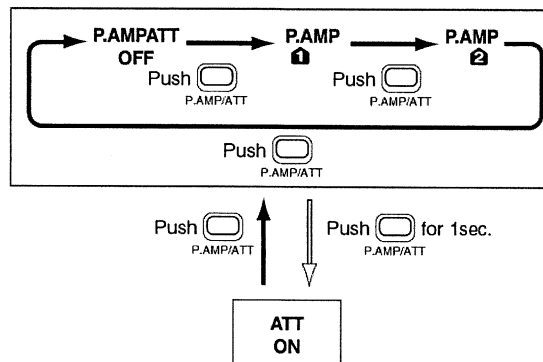 P.AMPATT P.AMP P.AMP
OFF 1 2
Push Push
P.AMP/ATT P.AMP/ATT
Push
P.AMP/ATT
Push Push for 1sec.
P.AMP/ATT P.AMP/ATT
ATT
ON